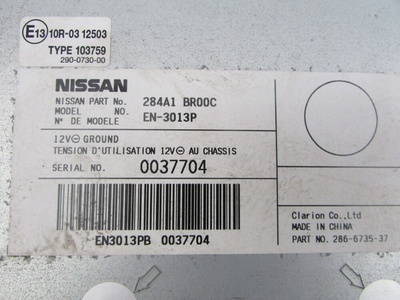 E13 10R-03 12503
TYPE 103759
290-0730-00
NISSAN
NISSAN PART No. 284A1 BR00C
MODEL NO. EN-3013P
N° DE MODELE
12V⊖ GROUND
TENSION D'UTILISATION 12V⊖ AU CHASSIS
SERIAL NO. 0037704
EN3013PB 0037704
Clarion Co.,Ltd.
MADE IN CHINA
PART NO. 286-6735-37